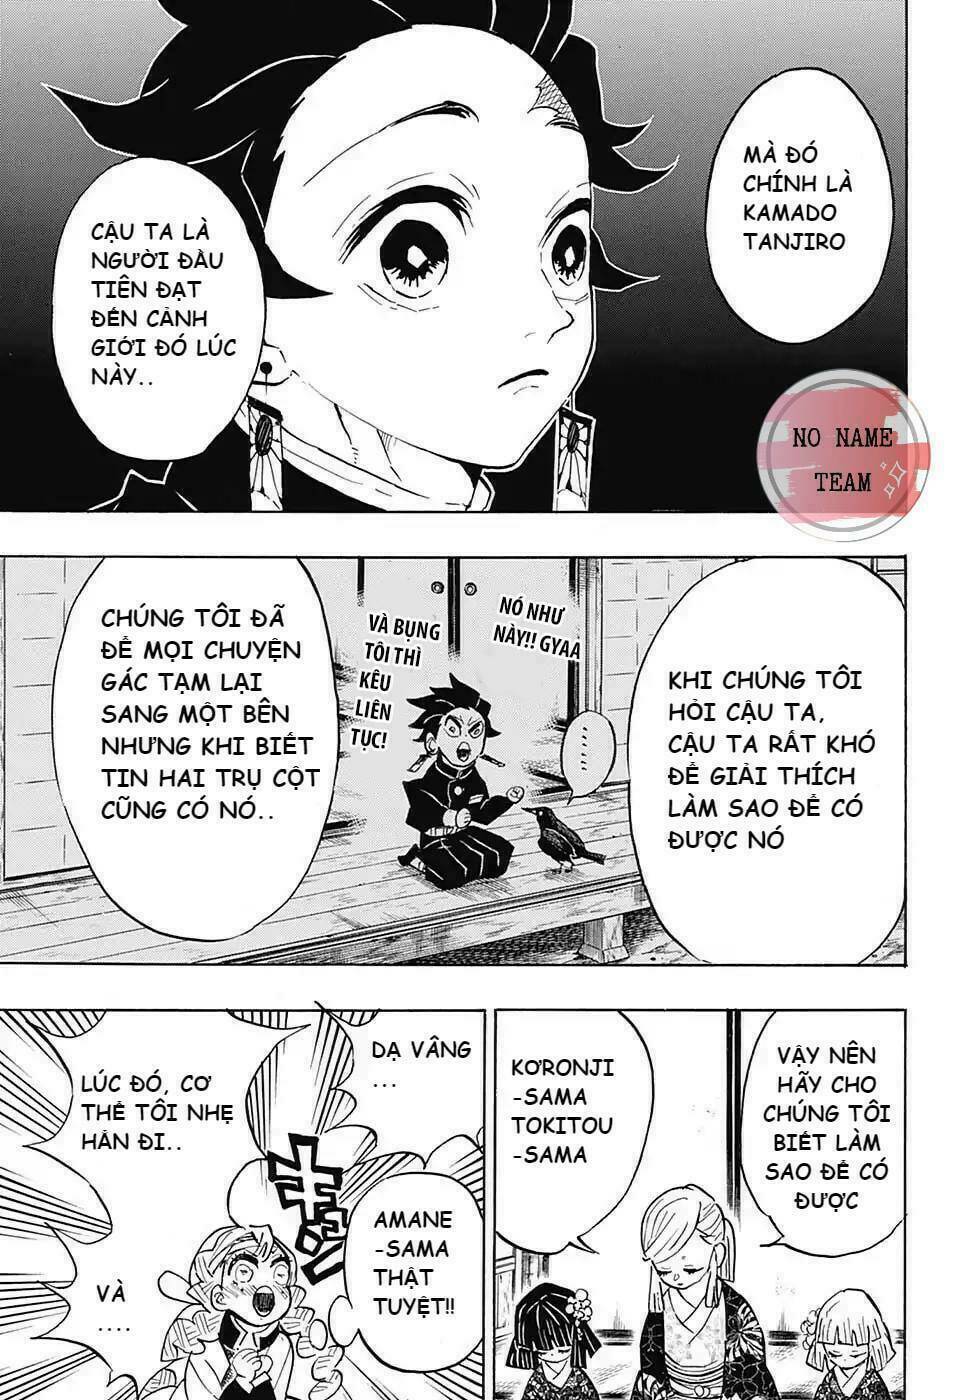 MÀ ĐÓ
CHÍNH LÀ
KAMADO
TANJIRO
CẬU TA LÀ
NGƯỜI ĐẦU
TIÊN ĐẠT
ĐẾN CẢNH
GIỚI ĐÓ LÚC
NÀY..
NO NAME
TEAM
KHI CHÚNG TÔI
HỎI CẬU TA,
CẬU TA RẤT KHÓ
ĐỂ GIẢI THÍCH
LÀM SAO ĐỂ CÓ
ĐƯỢC NÓ
NÓ NHƯ
NÀY!! GYAA
VÀ BỤNG
TÔI THÌ
KÊU
LIÊN
TỤC!
CHÚNG TÔI ĐÃ
ĐỂ MỌI CHUYỆN
GÁC TẠM LẠI
SANG MỘT BÊN
NHƯNG KHI BIẾT
TIN HAI TRỤ CỘT
CŨNG CÓ NÓ..
VẬY NÊN
HÃY CHO
CHÚNG TÔI
BIẾT LÀM
SAO ĐỂ CÓ
ĐƯỢC
KƠRONJI
-SAMA
TOKITOU
-SAMA
DẠ VÂNG
...
AMANE
-SAMA
THẬT
TUYỆT!!
キュン
LÚC ĐÓ, CƠ
THỂ TÔI NHẸ
HẲN ĐI..
VÀ
....